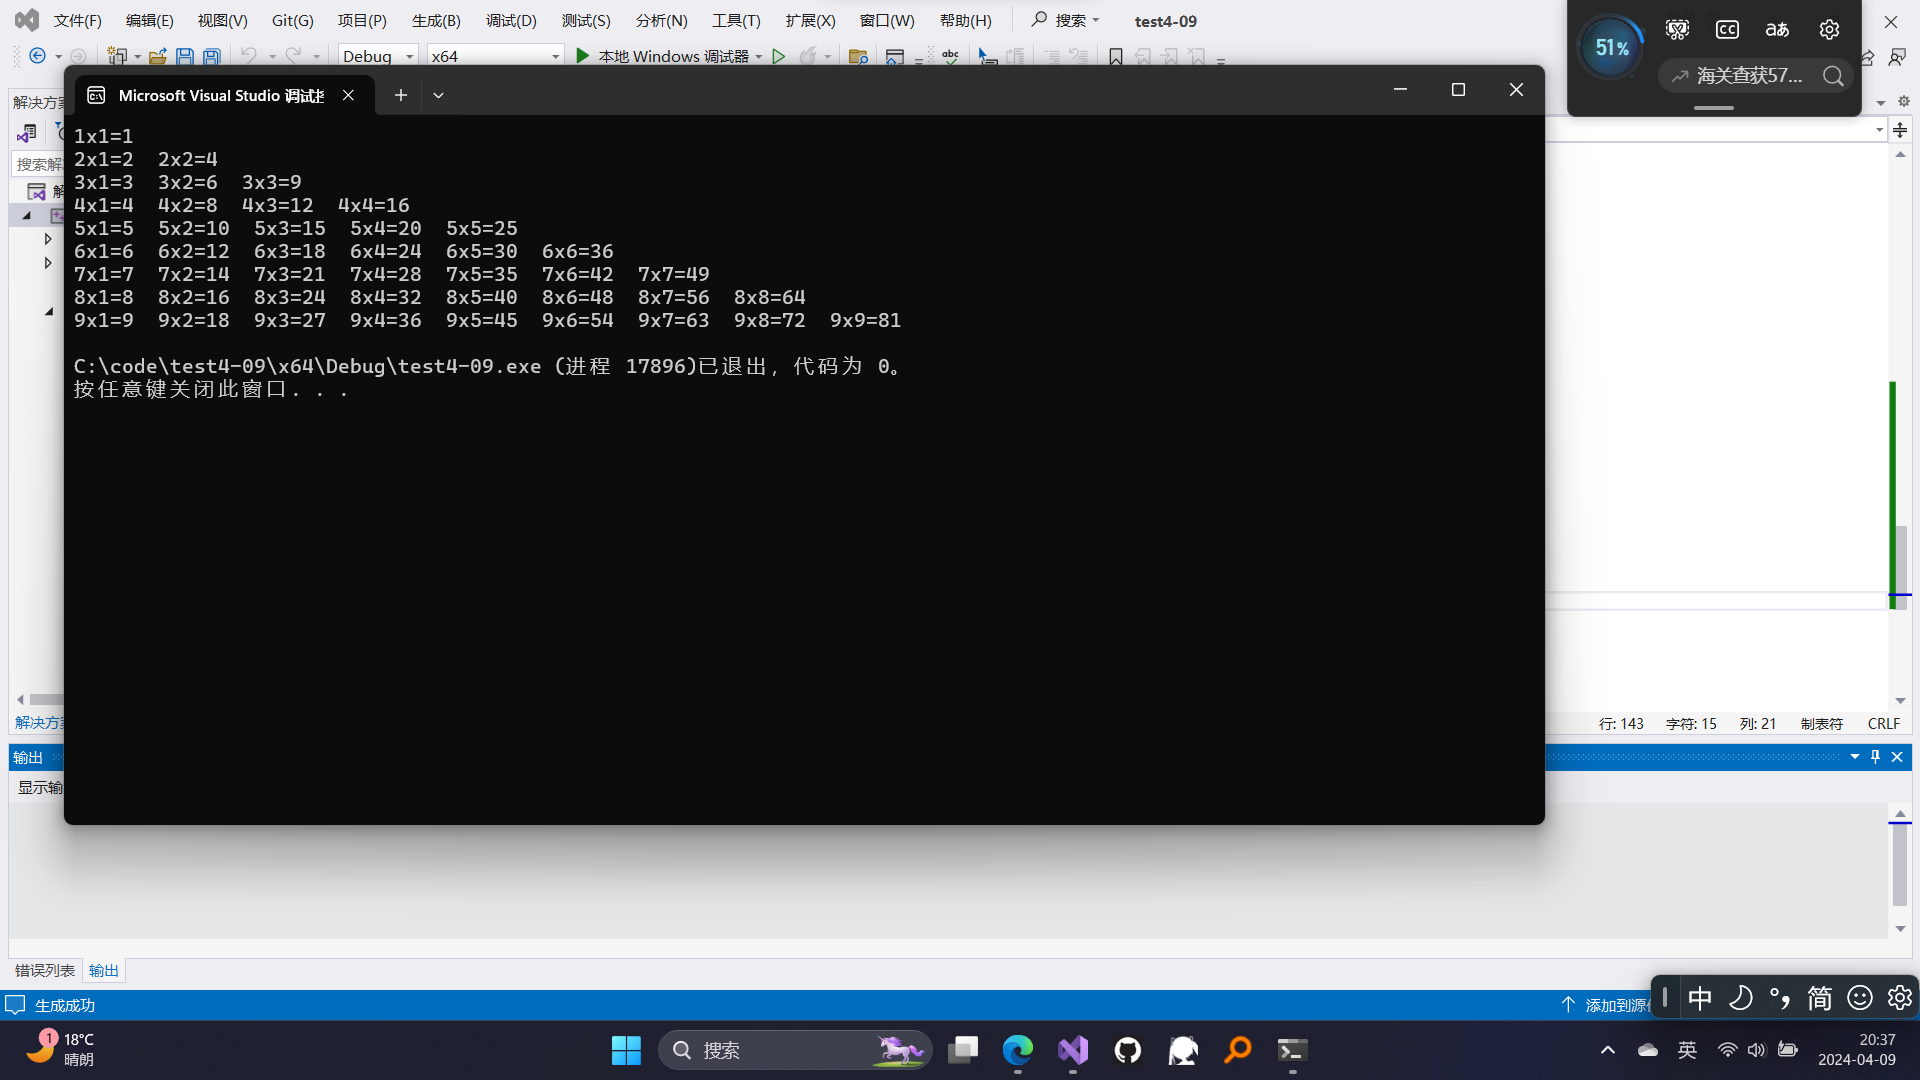 文件(F) 编辑(E) 视图(V) Git(G) 项目(P) 生成(B) 调试(D) 测试(S) 分析(N) 工具(T) 扩展(X) 窗口(W) 帮助(H) 搜索 test4-09
51%
CC
aあ
海关查获57...
Debug x64 本地 Windows 调试器
abc
解决方
Microsoft Visual Studio 调试
搜索解
解
1x1=1
2x1=2 2x2=4
3x1=3 3x2=6 3x3=9
4x1=4 4x2=8 4x3=12 4x4=16
5x1=5 5x2=10 5x3=15 5x4=20 5x5=25
6x1=6 6x2=12 6x3=18 6x4=24 6x5=30 6x6=36
7x1=7 7x2=14 7x3=21 7x4=28 7x5=35 7x6=42 7x7=49
8x1=8 8x2=16 8x3=24 8x4=32 8x5=40 8x6=48 8x7=56 8x8=64
9x1=9 9x2=18 9x3=27 9x4=36 9x5=45 9x6=54 9x7=63 9x8=72 9x9=81
C:\code\test4-09\x64\Debug\test4-09.exe (进程 17896)已退出，代码为 0。
按任意键关闭此窗口. . .
解决方
行: 143 字符: 15 列: 21 制表符 CRLF
输出
显示输
错误列表 输出
生成成功
添加到源
中 简
1
18°C
晴朗
搜索
英
20:37
2024-04-09